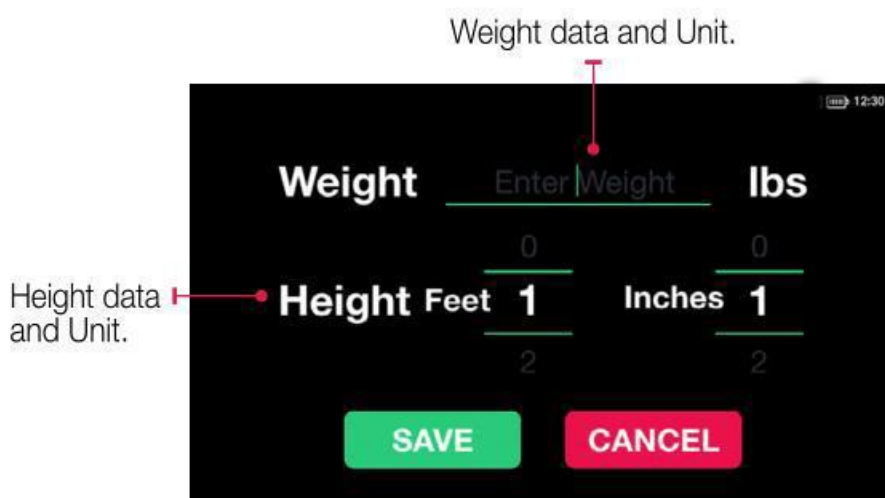 Weight data and Unit.
12:30
Weight Enter Weight lbs
0 0
Height data
and Unit.
Height Feet 1 Inches 1
2 2
SAVE CANCEL